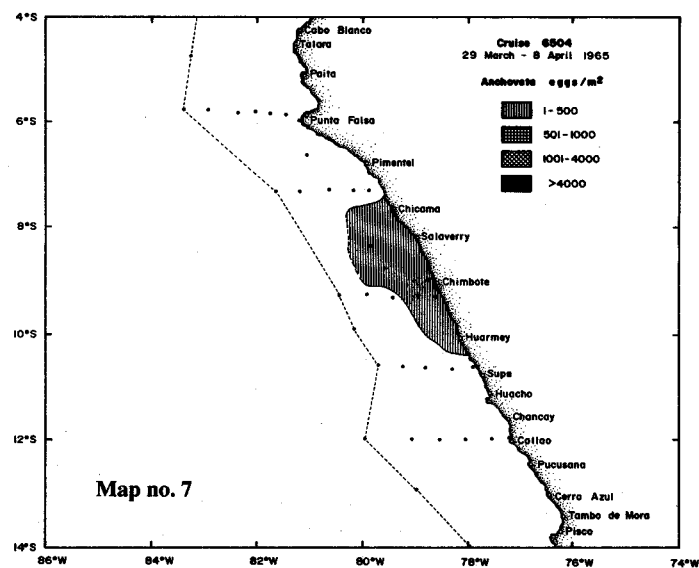 4°S
Cabo Blanco
Talara
Cruise 6504
29 March - 8 April 1965
Paita
Anchoveta eggs/m²
1-500
6°S
Punta Falsa
501-1000
1001-4000
Pimentel
>4000
8°S
Chicama
Salaverry
Chimbote
10°S
Huarmey
Supe
Huacho
Chancay
12°S
Callao
Pucusana
Map no. 7
Cerro Azul
Tambo de Mora
Pisco
14°S
86°W
84°W
82°W
80°W
78°W
76°W
74°W